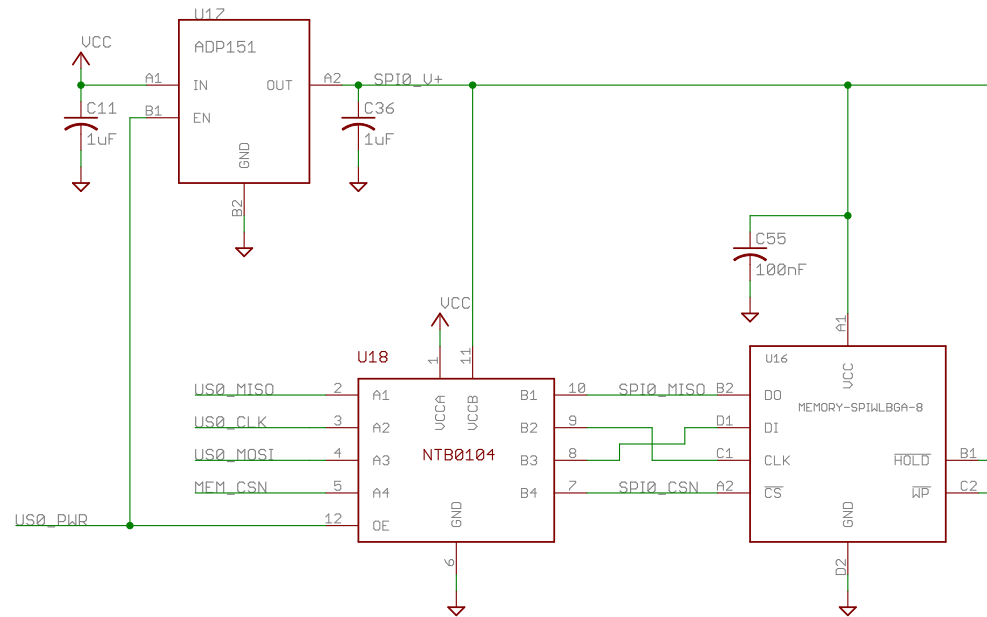 U17
VCC
ADP151
A1
IN
OUT
A2
SPI0_V+
C11
B1
EN
C36
1uF
1uF
GND
B2
C55
100nF
VCC
A1
U18
1
11
U16
US0_MISO
2
A1
VCCA
VCCB
B1
10
SPI0_MISO
B2
DO
VCC
MEMORY-SPIWLBGA-8
US0_CLK
3
A2
B2
9
D1
DI
US0_MOSI
4
A3
NTB0104
B3
8
C1
CLK
HOLD
B1
MEM_CSN
5
A4
B4
7
SPI0_CSN
A2
CS
WP
C2
US0_PWR
12
OE
GND
GND
6
D2